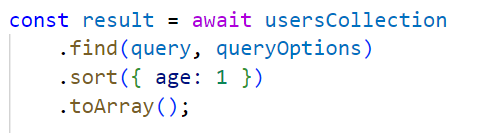 const result = await usersCollection
    .find(query, queryOptions)
    .sort({ age: 1 })
    .toArray();